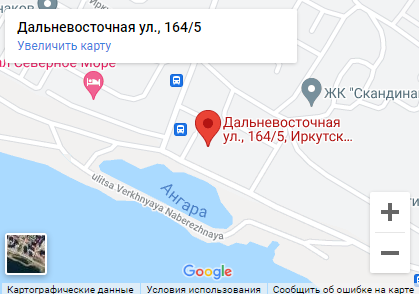 наков
Дальневосточная ул., 164/5
Увеличить карту
л Северное Море
ЖК "Скандинав
Дальневосточная
ул., 164/5, Иркутск...
Ангара
ulitsa Verkhnyaya Naberezhnaya
Google
Картографические данные
Условия использования
Сообщить об ошибке на карте